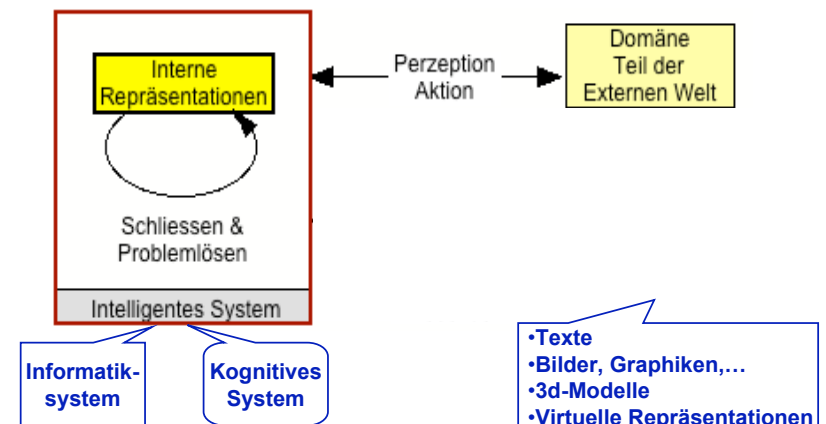 Interne
Repräsentationen
Schliessen &
Problemlösen
Intelligentes System
Perzeption
Aktion
Domäne
Teil der
Externen Welt
Informatik-
system
Kognitives
System
•Texte
•Bilder, Graphiken,…
•3d-Modelle
•Virtuelle Repräsentationen